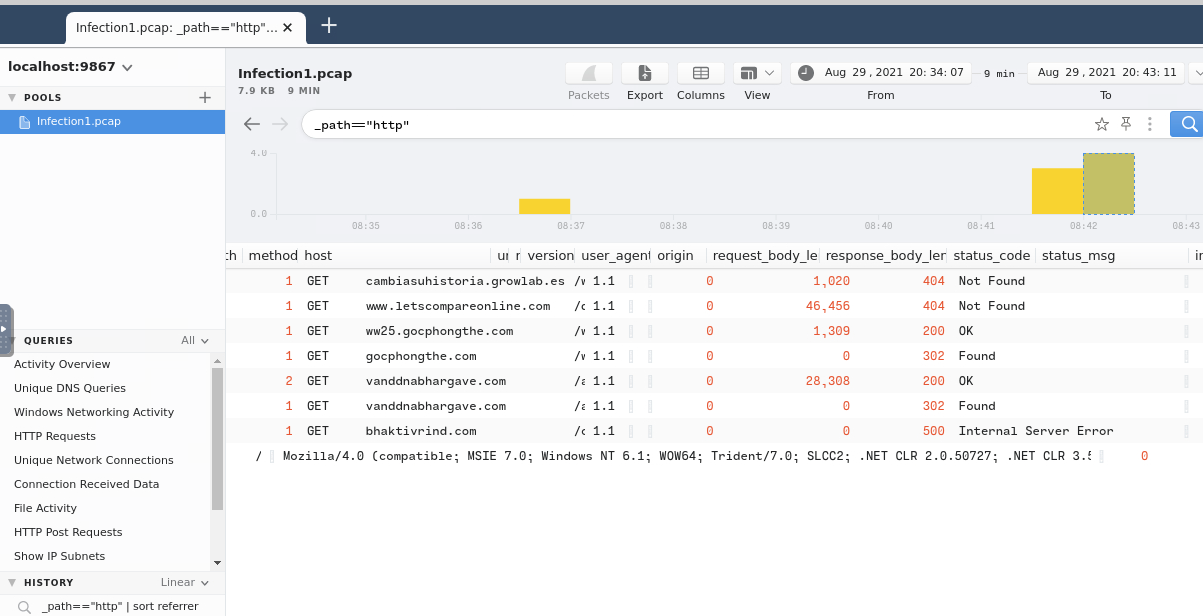 Infection1.pcap: _path=="http"...
localhost:9867
POOLS
Infection1.pcap
Infection1.pcap
7.9 KB 9 MIN
Packets
Export
Columns
View
Aug 29, 2021 20:34:07
From
9 min
Aug 29, 2021 20:43:11
To
_path=="http"
4.0
0.0
08:35 08:36 08:37 08:38 08:39 08:40 08:41 08:42 08:43
method host version user_agent origin request_body_le response_body_len status_code status_msg
1 GET cambiasuhistoria.growlab.es /w 1.1 0 1,020 404 Not Found
1 GET www.letscompareonline.com /c 1.1 0 46,456 404 Not Found
1 GET ww25.gocphongthe.com /w 1.1 0 1,309 200 OK
1 GET gocphongthe.com /w 1.1 0 0 302 Found
2 GET vanddnabhargave.com /a 1.1 0 28,308 200 OK
1 GET vanddnabhargave.com /a 1.1 0 0 302 Found
1 GET bhaktivrind.com /c 1.1 0 0 500 Internal Server Error
/ Mozilla/4.0 (compatible; MSIE 7.0; Windows NT 6.1; WOW64; Trident/7.0; SLCC2; .NET CLR 2.0.50727; .NET CLR 3.5 0
QUERIES All
Activity Overview
Unique DNS Queries
Windows Networking Activity
HTTP Requests
Unique Network Connections
Connection Received Data
File Activity
HTTP Post Requests
Show IP Subnets
HISTORY Linear
_path=="http" | sort referrer